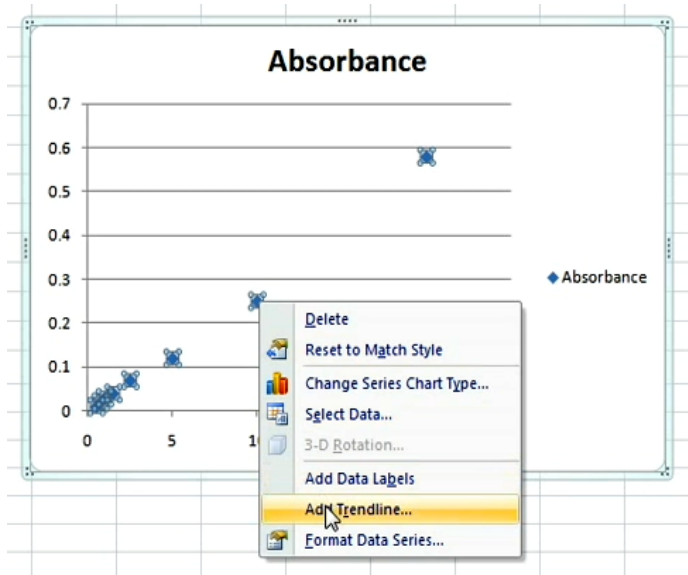 Absorbance
0.7
0.6
0.5
0.4
0.3
0.2
0.1
0
0
5
Absorbance
Delete
Reset to Match Style
Change Series Chart Type...
Select Data...
3-D Rotation...
Add Data Labels
Add Trendline...
Format Data Series...